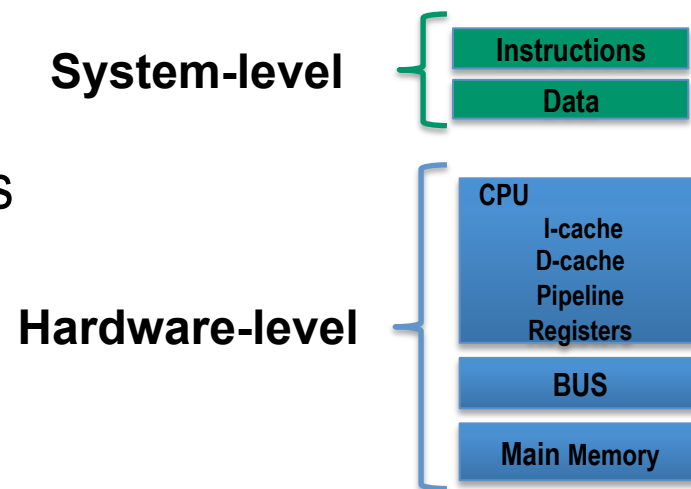 System-level
Instructions
Data
s
Hardware-level
CPU
I-cache
D-cache
Pipeline
Registers
BUS
Main Memory